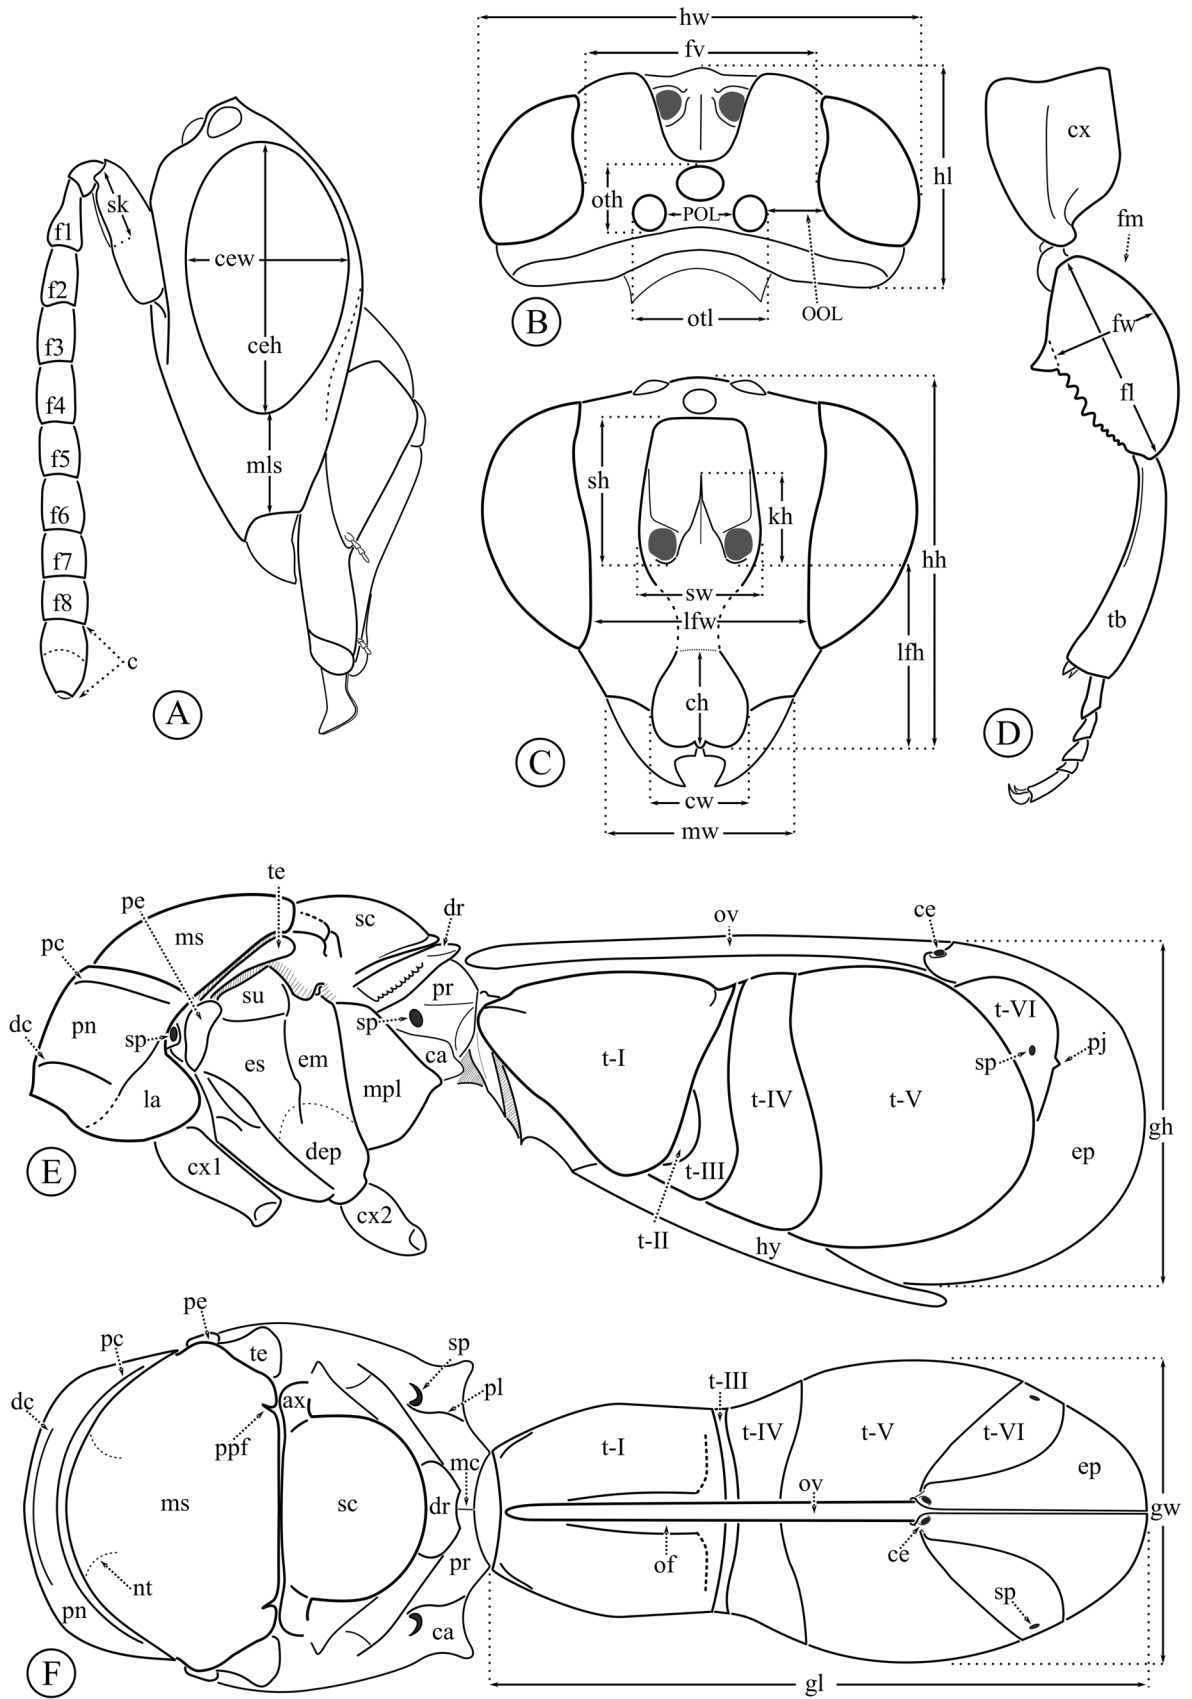 sk
f1
f2
f3
f4
f5
f6
f7
f8
c
cew
ceh
mls
A
hw
fv
hl
oth
POL
OOL
otl
B
sh
kh
hh
sw
lfw
lfh
ch
cw
mw
C
cx
fm
fw
fl
tb
D
te
pe
ms
sc
dr
pc
pn
dc
sp
su
pr
sp
ca
es
em
mpl
la
dep
cx1
cx2
E
ov
ce
t-I
t-II
t-III
t-IV
t-V
t-VI
sp
pj
ep
gh
hy
pe
pc
te
sp
pl
dc
ax
ppf
mc
ms
sc
dr
pr
nt
pn
ca
F
t-I
t-III
t-IV
t-V
t-VI
ep
ov
gw
of
ce
sp
gl